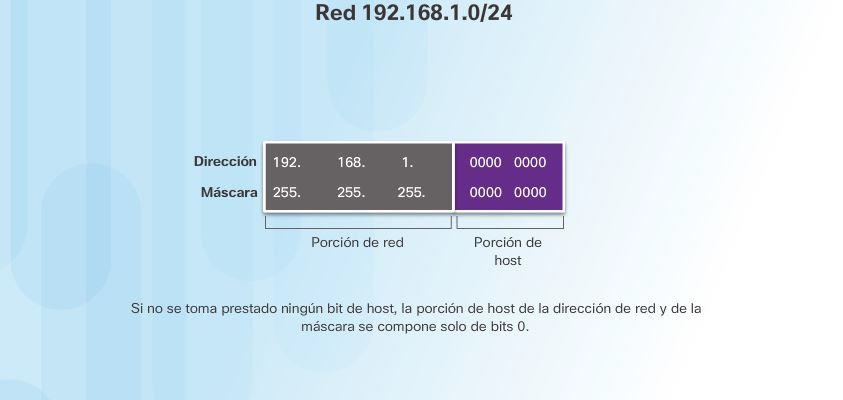 Red 192.168.1.0/24
Dirección 192. 168. 1. 0000 0000
Máscara 255. 255. 255. 0000 0000
Porción de red
Porción de
host
Si no se toma prestado ningún bit de host, la porción de host de la dirección de red y de la
máscara se compone solo de bits 0.